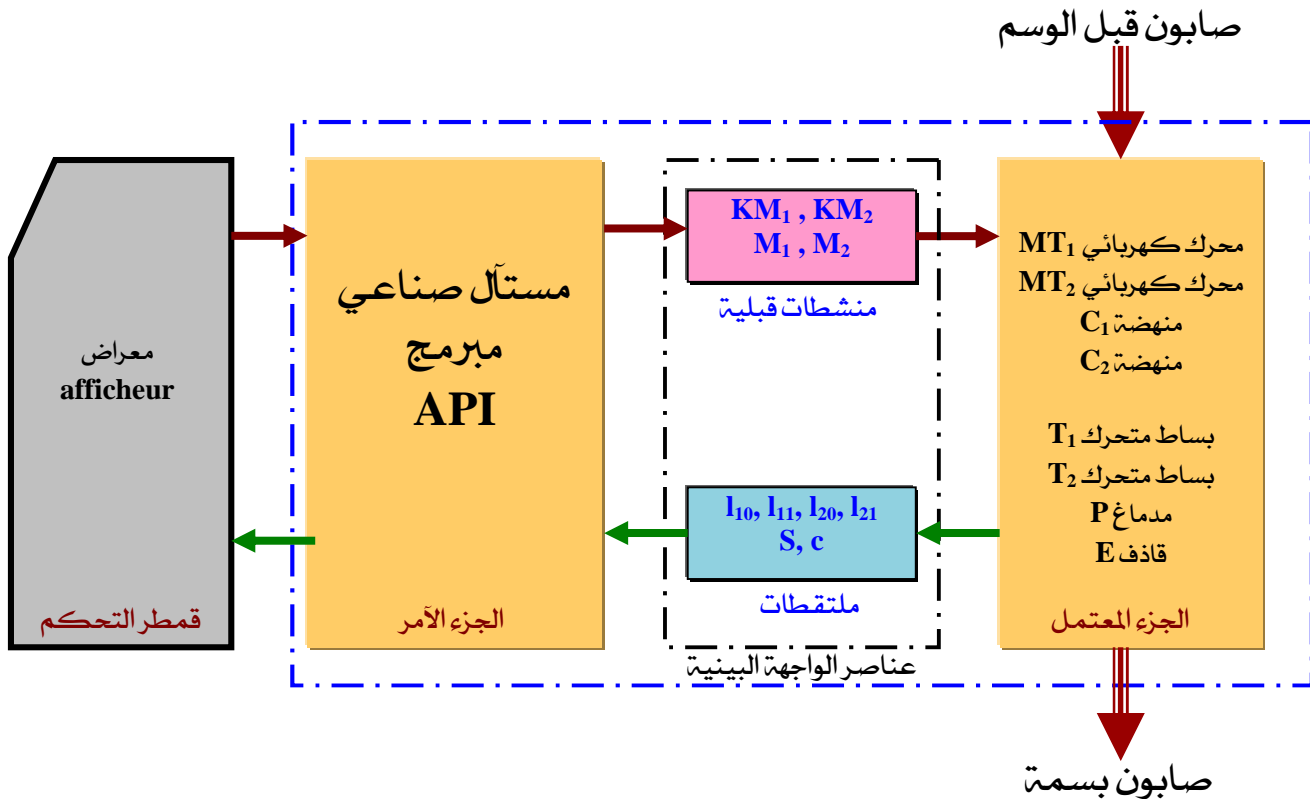 صابون قبل الوسم
معراض
afficheur
قمطر التحكم
مستآل صناعي
مبرمج
API
الجزء الآمر
KM₁ , KM₂
M₁ , M₂
منشطات قبلية
l₁₀, l₁₁, l₂₀, l₂₁
S, c
ملتقطات
عناصر الواجهة البينية
محرك كهربائي MT₁
محرك كهربائي MT₂
منهضة C₁
منهضة C₂
بساط متحرك T₁
بساط متحرك T₂
مدماغ P
قاذف E
الجزء المعتمل
صابون بسمة